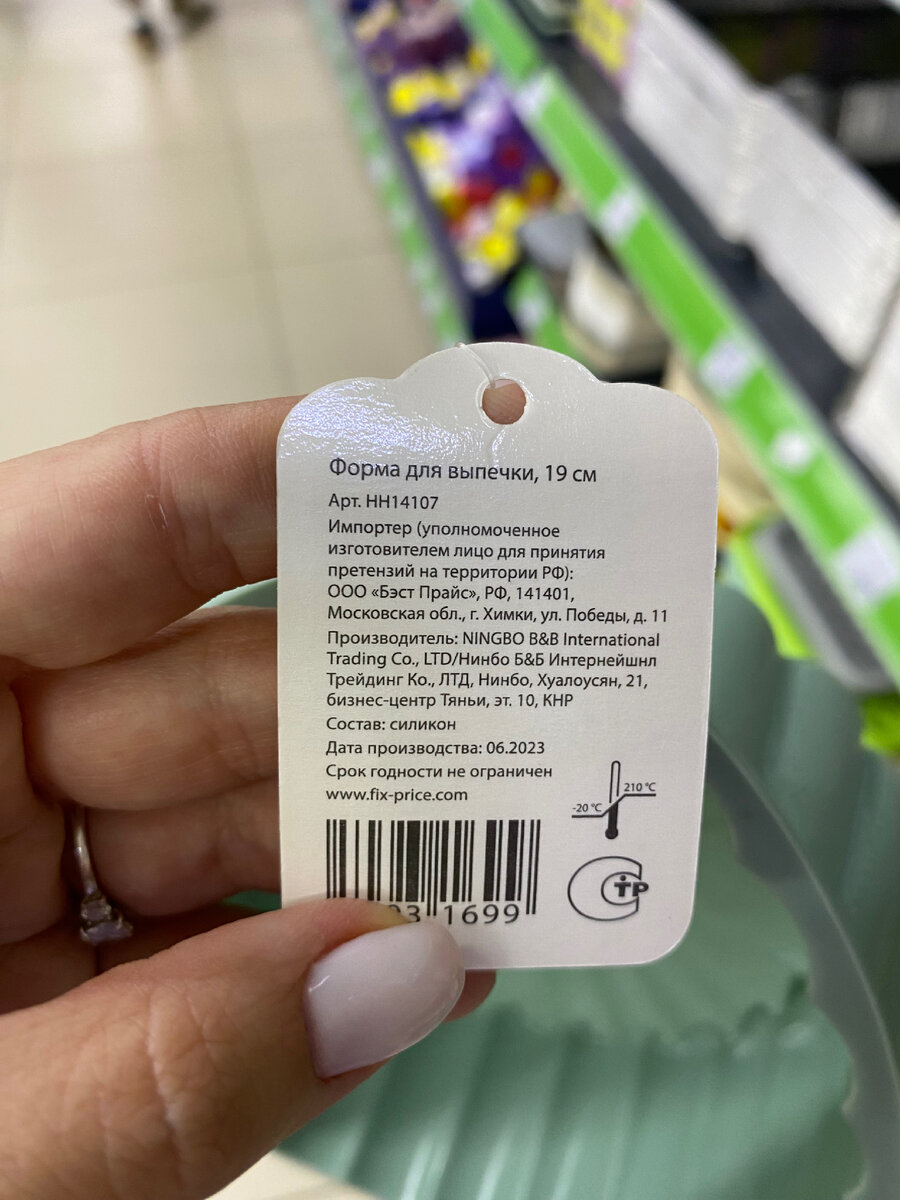 Форма для выпечки, 19 см
Арт. НН14107
Импортер (уполномоченное
изготовителем лицо для принятия
претензий на территории РФ):
ООО «Бэст Прайс», РФ, 141401,
Московская обл., г. Химки, ул. Победы, д. 11
Производитель: NINGBO B&B International
Trading Co., LTD/Нинбо Б&Б Интернейшнл
Трейдинг Ко., ЛТД, Нинбо, Хуалоусян, 21,
бизнес-центр Тяньи, эт. 10, КНР
Состав: силикон
Дата производства: 06.2023
Срок годности не ограничен
www.fix-price.com
210 °C
-20 °C
СТР
31699